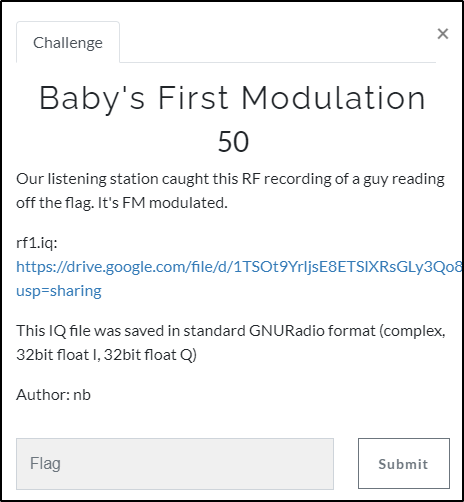 Challenge
×
Baby's First Modulation
50
Our listening station caught this RF recording of a guy reading
off the flag. It's FM modulated.
rf1.iq:
https://drive.google.com/file/d/1TSOt9YrIjsE8ETSlXRsGLy3Qo8
usp=sharing
This IQ file was saved in standard GNURadio format (complex,
32bit float I, 32bit float Q)
Author: nb
Flag
Submit